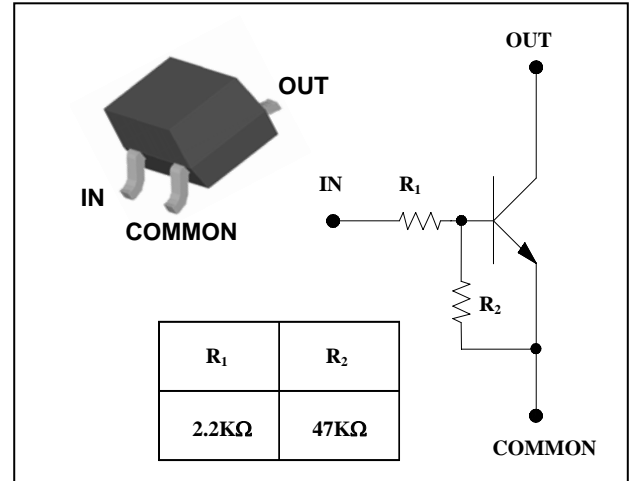 OUT
OUT
IN
R₁
IN
COMMON
R₂
R₁ R₂
2.2KΩ 47KΩ
COMMON